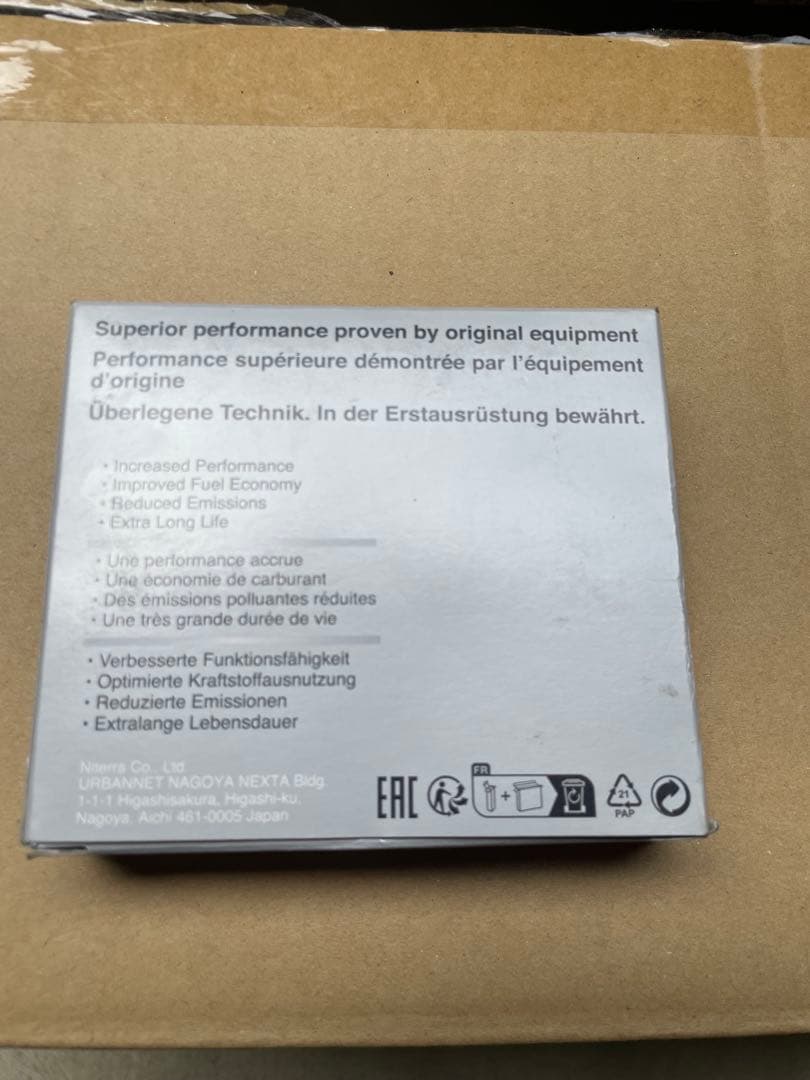 Superior performance proven by original equipment
Performance supérieure démontrée par l'équipement
d'origine
Überlegene Technik. In der Erstausrüstung bewährt.
• Increased Performance
• Improved Fuel Economy
• Reduced Emissions
• Extra Long Life
• Une performance accrue
• Une économie de carburant
• Des émissions polluantes réduites
• Une très grande durée de vie
• Verbesserte Funktionsfähigkeit
• Optimierte Kraftstoffausnutzung
• Reduzierte Emissionen
• Extralange Lebensdauer
Niterra Co., Ltd.
URBANNET NAGOYA NEXTA Bldg.
1-1-1 Higashisakura, Higashi-ku,
Nagoya, Aichi 461-0005 Japan
EAC
FR
+
21
PAP